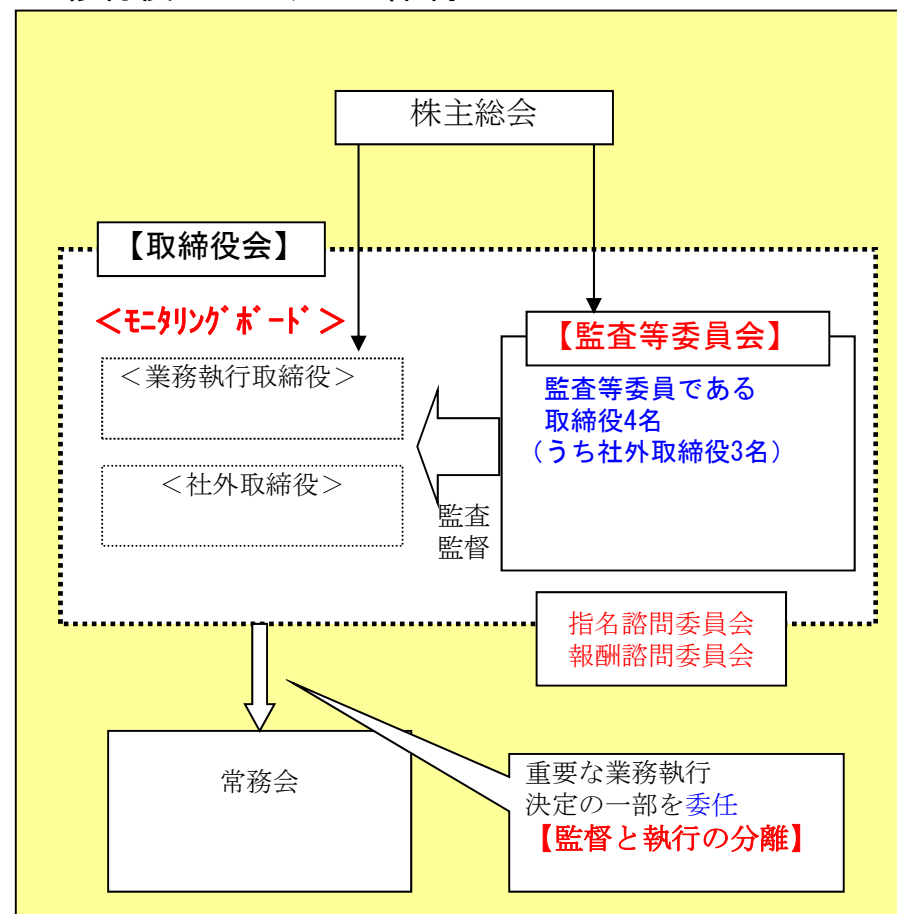 株主総会
【取締役会】
＜ﾓﾆﾀﾘﾝｸﾞﾎﾞｰﾄﾞ＞
＜業務執行取締役＞
＜社外取締役＞
【監査等委員会】
監査等委員である
取締役4名
（うち社外取締役3名）
監査
監督
指名諮問委員会
報酬諮問委員会
常務会
重要な業務執行
決定の一部を委任
【監督と執行の分離】